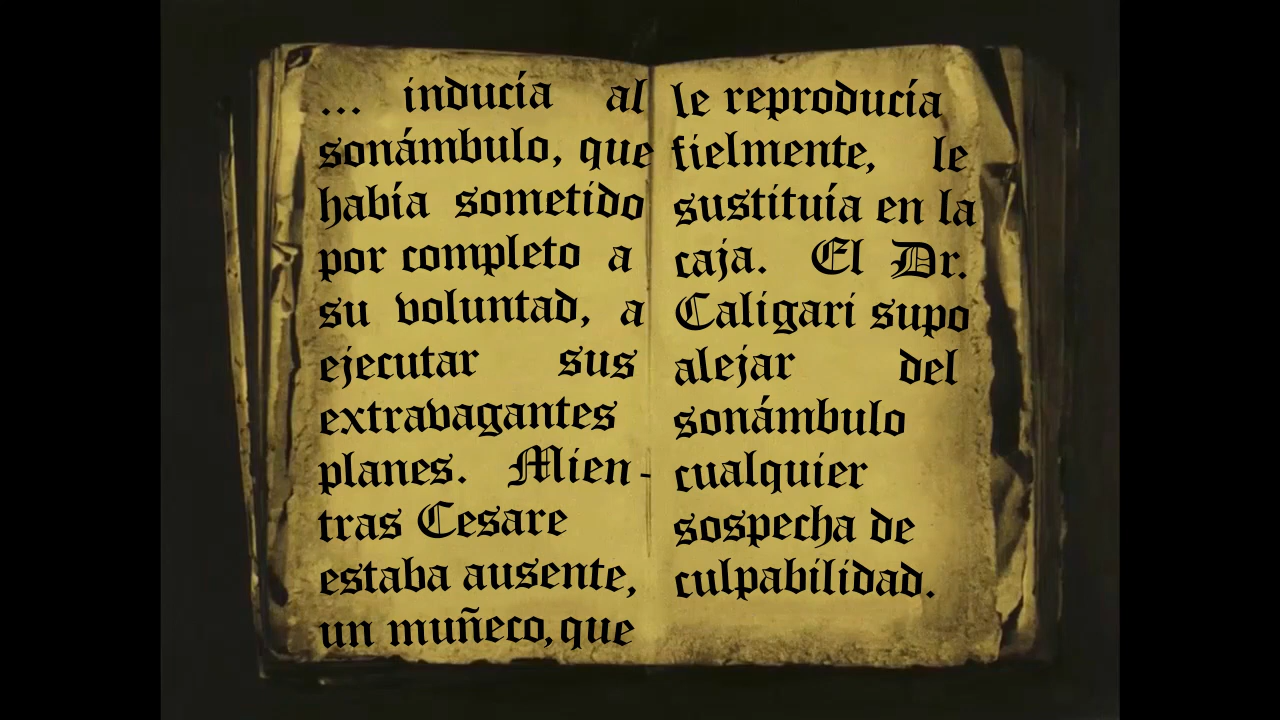 ... inducía al
sonámbulo, que
había sometido
por completo a
su voluntad, a
ejecutar sus
extravagantes
planes. Mien-
tras Cesare
estaba ausente,
un muñeco, que
le reproducía
fielmente, le
sustituía en la
caja. El Dr.
Caligari supo
alejar del
sonámbulo
cualquier
sospecha de
culpabilidad.